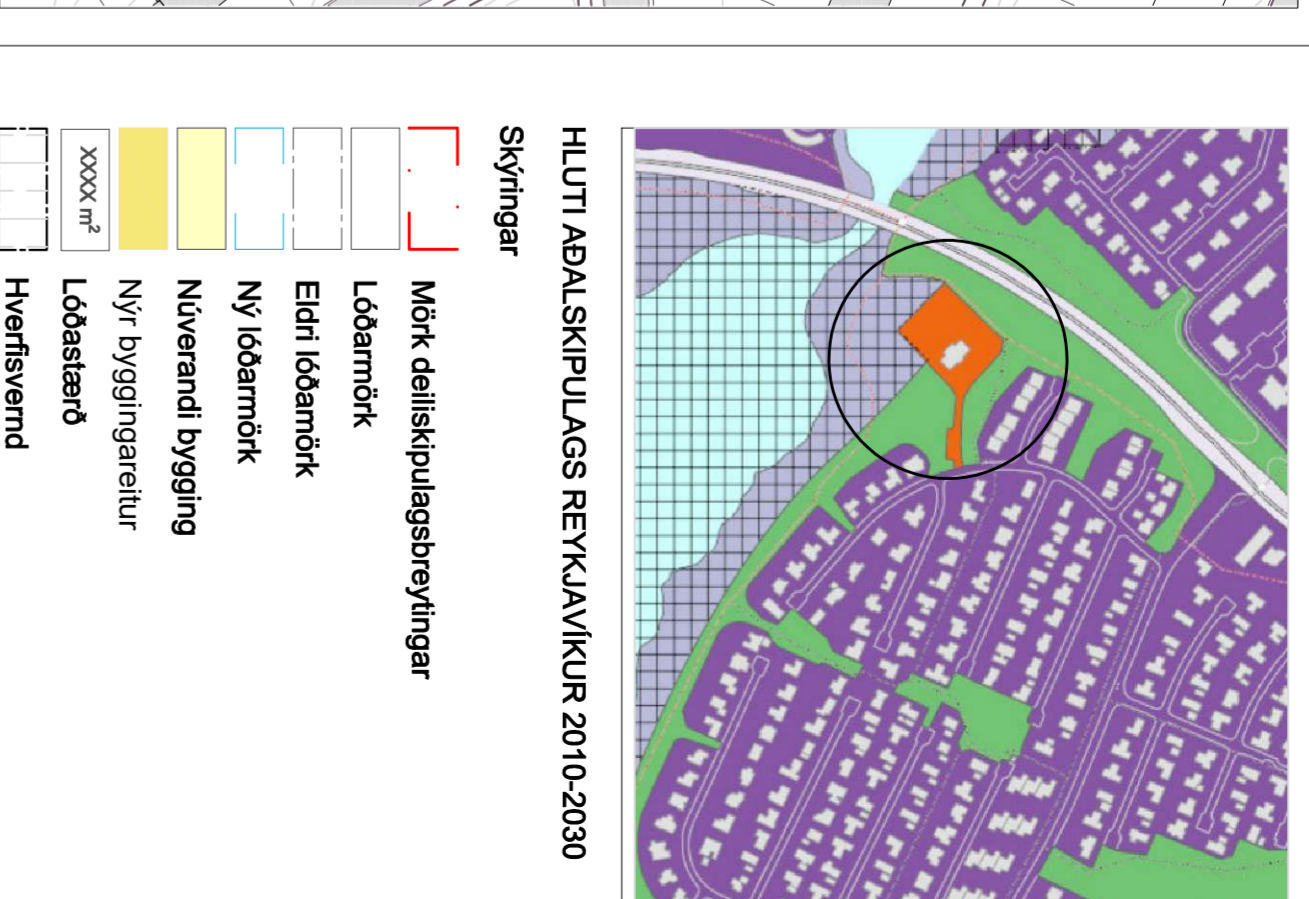 HLUTI AÐALSKIPULAGS REYKJAVÍKUR 2010-2030
Skýringar
Mörk deiliskipulagsbreytingar
Lóðarmörk
Eldri lóðamörk
Ný lóðarmörk
Núverandi bygging
Nýr byggingareitur
XXXX m²
Lóðastærð
Hverfisvernd